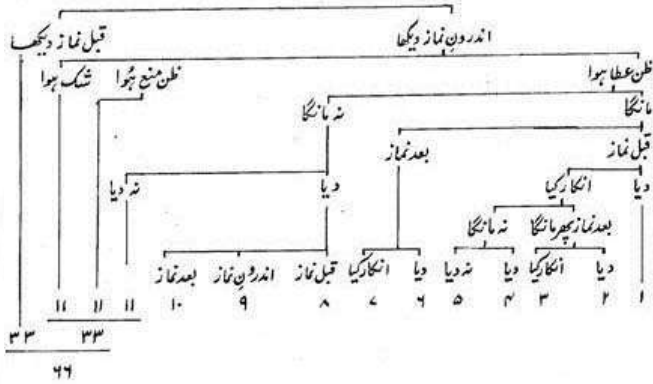 اندرونِ نماز دیکھا قبل نماز دیکھا
ظن عطا ہوا ظن منع ہُوا شک ہوا
مانگا نہ مانگا
قبل نماز بعد نماز
دیا انکار کیا دیا نہ دیا
بعد نماز پھر مانگا نہ مانگا
دیا انکار کیا دیا نہ دیا دیا انکار کیا قبل نماز اندرونِ نماز بعد نماز
۱ ۲ ۳ ۴ ۵ ۶ ۷ ۸ ۹ ۱۰ ۱۱ ۱۱ ۱۱
۳۳ ۳۳
۶۶